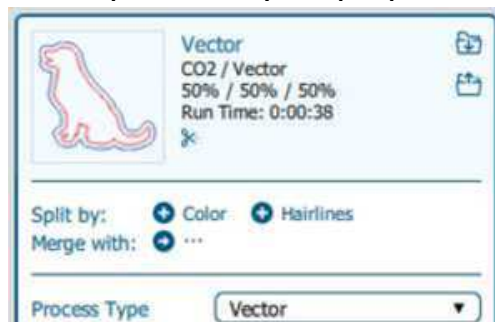 Vector
CO2 / Vector
50% / 50% / 50%
Run Time: 0:00:38
Split by: Color Hairlines
Merge with: ...
Process Type Vector